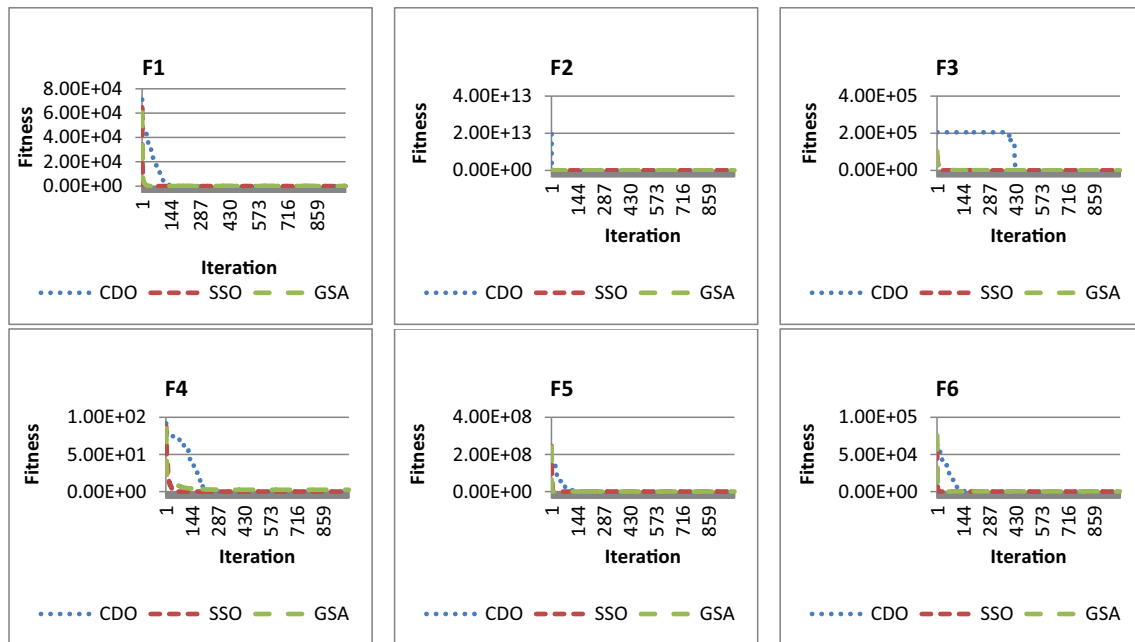 F1
Fitness
8.00E+04
6.00E+04
4.00E+04
2.00E+04
0.00E+00
1
144
287
430
573
716
859
Iteration
CDO SSO GSA
F2
Fitness
4.00E+13
2.00E+13
0.00E+00
1
144
287
430
573
716
859
CDO SSO GSA
F3
Fitness
4.00E+05
2.00E+05
0.00E+00
1
144
287
430
573
716
859
CDO SSO GSA
F4
Fitness
1.00E+02
5.00E+01
0.00E+00
1
144
287
430
573
716
859
Iteration
CDO SSO GSA
F5
Fitness
4.00E+08
2.00E+08
0.00E+00
1
144
287
430
573
716
859
Iteration
CDO SSO GSA
F6
Fitness
1.00E+05
5.00E+04
0.00E+00
1
144
287
430
573
716
859
Iteration
CDO SSO GSA